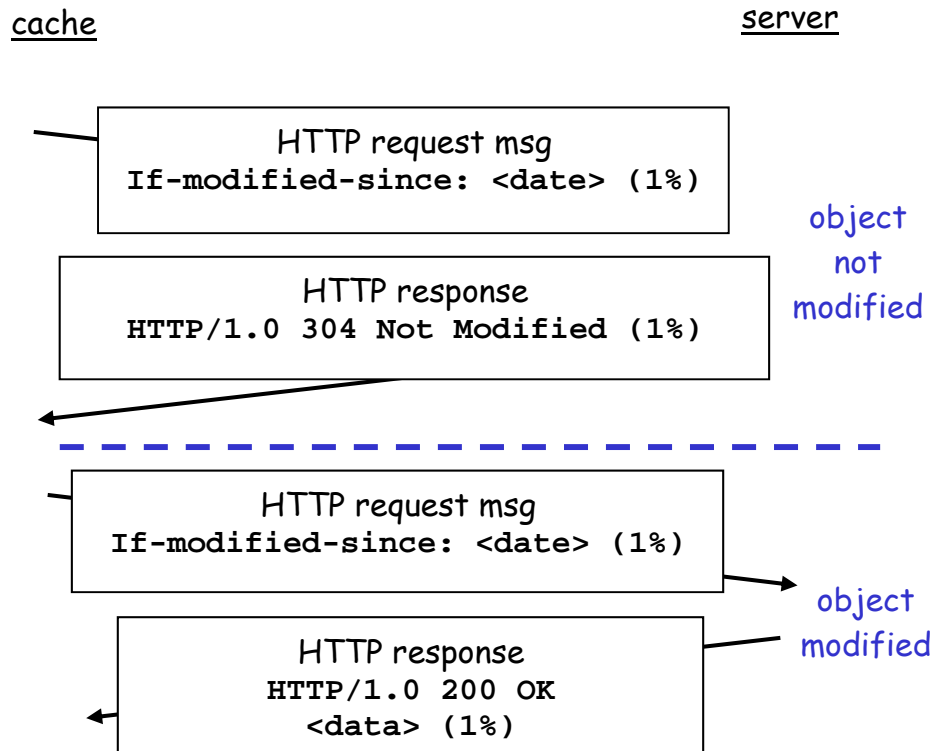 cache
server
HTTP request msg
If-modified-since: <date> (1%)
object
not
modified
HTTP response
HTTP/1.0 304 Not Modified (1%)
HTTP request msg
If-modified-since: <date> (1%)
object
modified
HTTP response
HTTP/1.0 200 OK
<data> (1%)